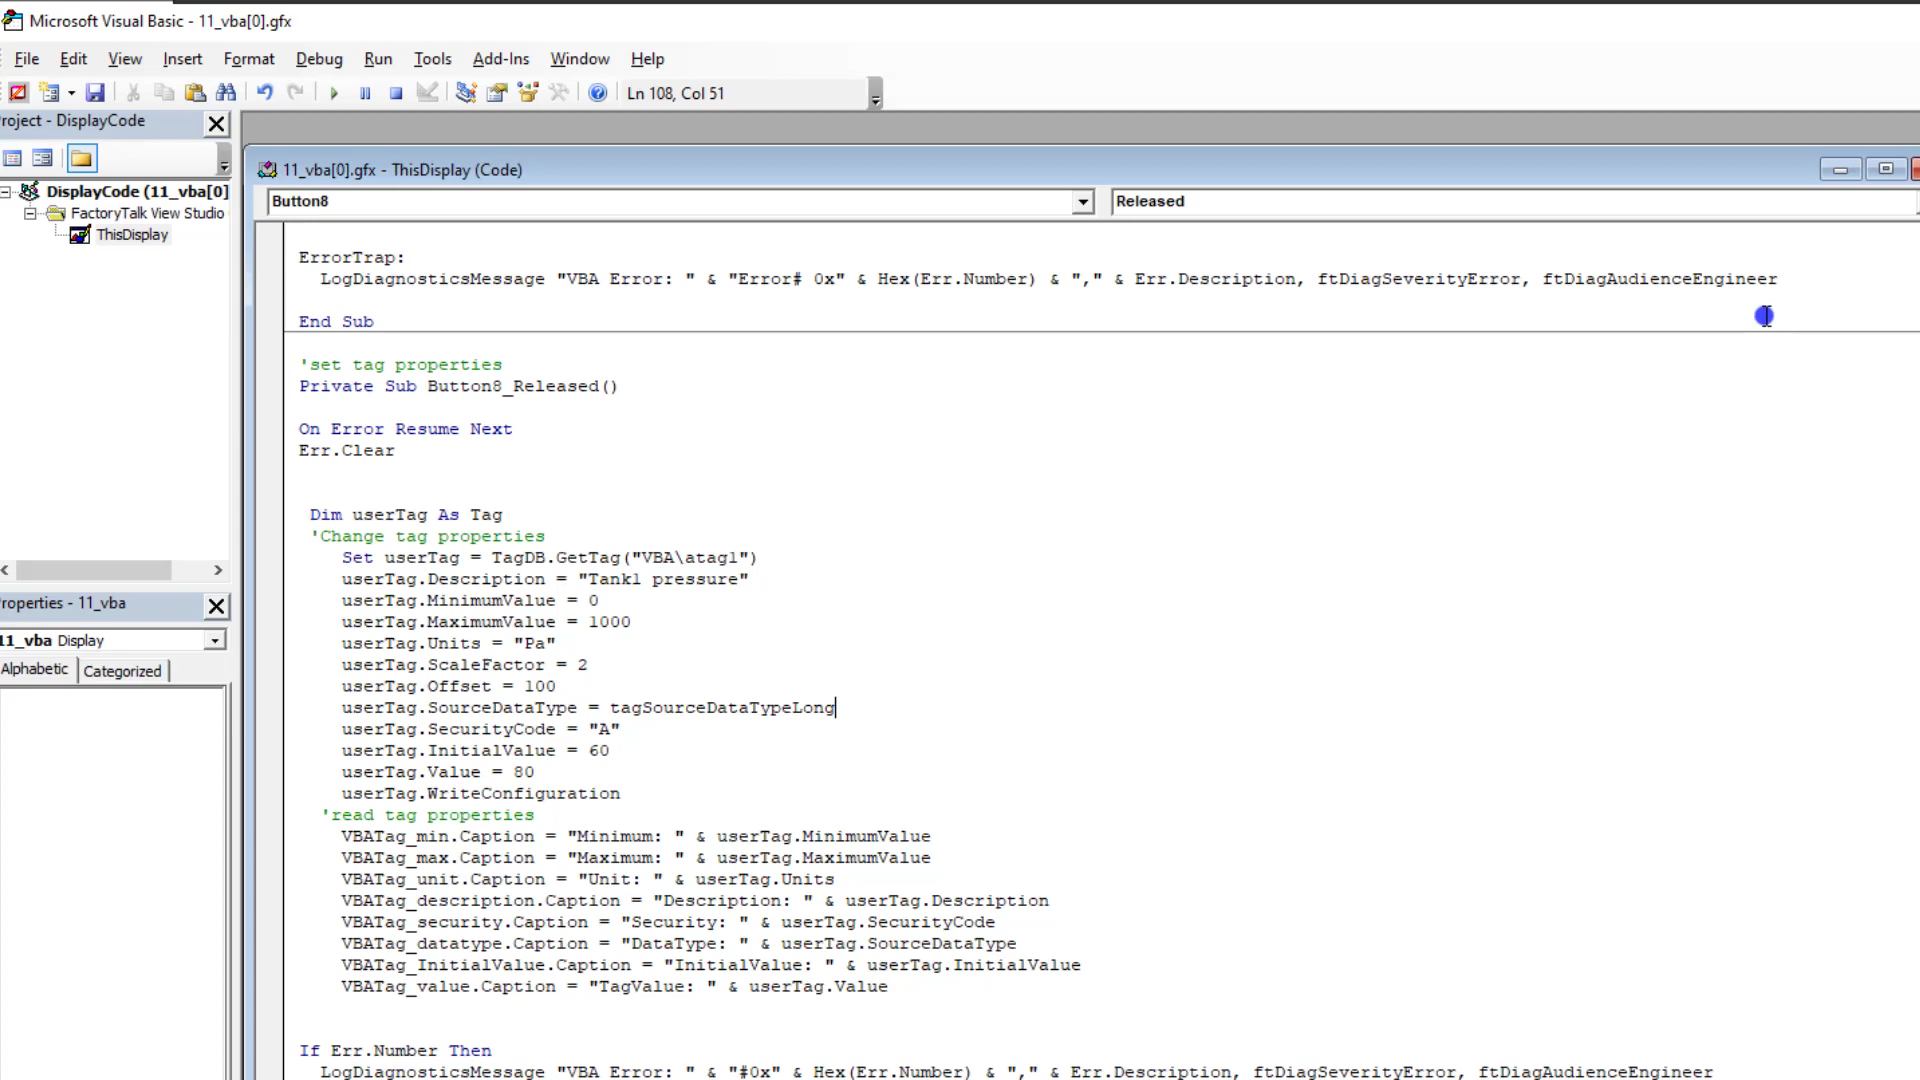 Microsoft Visual Basic - 11_vba[0].gfx
File Edit View Insert Format Debug Run Tools Add-Ins Window Help
Ln 108, Col 51
roject - DisplayCode
DisplayCode (11_vba[0]
FactoryTalk View Studio
ThisDisplay
roperties - 11_vba
11_vba Display
Alphabetic Categorized
11_vba[0].gfx - ThisDisplay (Code)
Button8 Released
ErrorTrap:
LogDiagnosticsMessage "VBA Error: " & "Error# 0x" & Hex(Err.Number) & "," & Err.Description, ftDiagSeverityError, ftDiagAudienceEngineer
End Sub
'set tag properties
Private Sub Button8_Released()
On Error Resume Next
Err.Clear
Dim userTag As Tag
'Change tag properties
Set userTag = TagDB.GetTag("VBA\atag1")
userTag.Description = "Tank1 pressure"
userTag.MinimumValue = 0
userTag.MaximumValue = 1000
userTag.Units = "Pa"
userTag.ScaleFactor = 2
userTag.Offset = 100
userTag.SourceDataType = tagSourceDataTypeLong
userTag.SecurityCode = "A"
userTag.InitialValue = 60
userTag.Value = 80
userTag.WriteConfiguration
'read tag properties
VBATag_min.Caption = "Minimum: " & userTag.MinimumValue
VBATag_max.Caption = "Maximum: " & userTag.MaximumValue
VBATag_unit.Caption = "Unit: " & userTag.Units
VBATag_description.Caption = "Description: " & userTag.Description
VBATag_security.Caption = "Security: " & userTag.SecurityCode
VBATag_datatype.Caption = "DataType: " & userTag.SourceDataType
VBATag_InitialValue.Caption = "InitialValue: " & userTag.InitialValue
VBATag_value.Caption = "TagValue: " & userTag.Value
If Err.Number Then
LogDiagnosticsMessage "VBA Error: " & "#0x" & Hex(Err.Number) & "," & Err.Description, ftDiagSeverityError, ftDiagAudienceEngineer